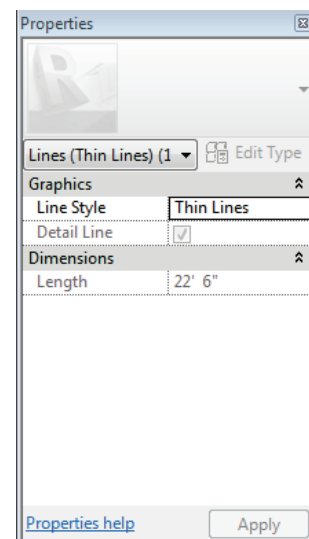 Properties
Lines (Thin Lines) (1 Edit Type
Graphics
Line Style Thin Lines
Detail Line
Dimensions
Length 22' 6"
Properties help Apply